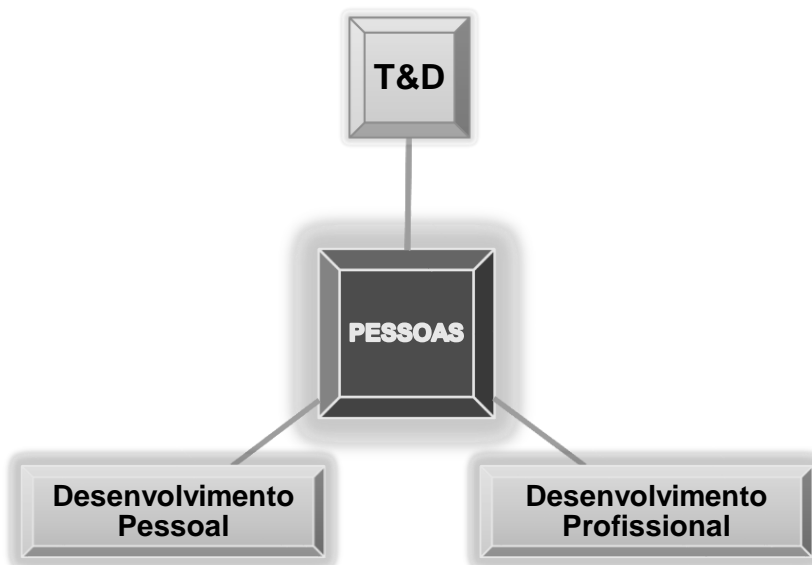 T&D
PESSOAS
Desenvolvimento
Pessoal
Desenvolvimento
Profissional